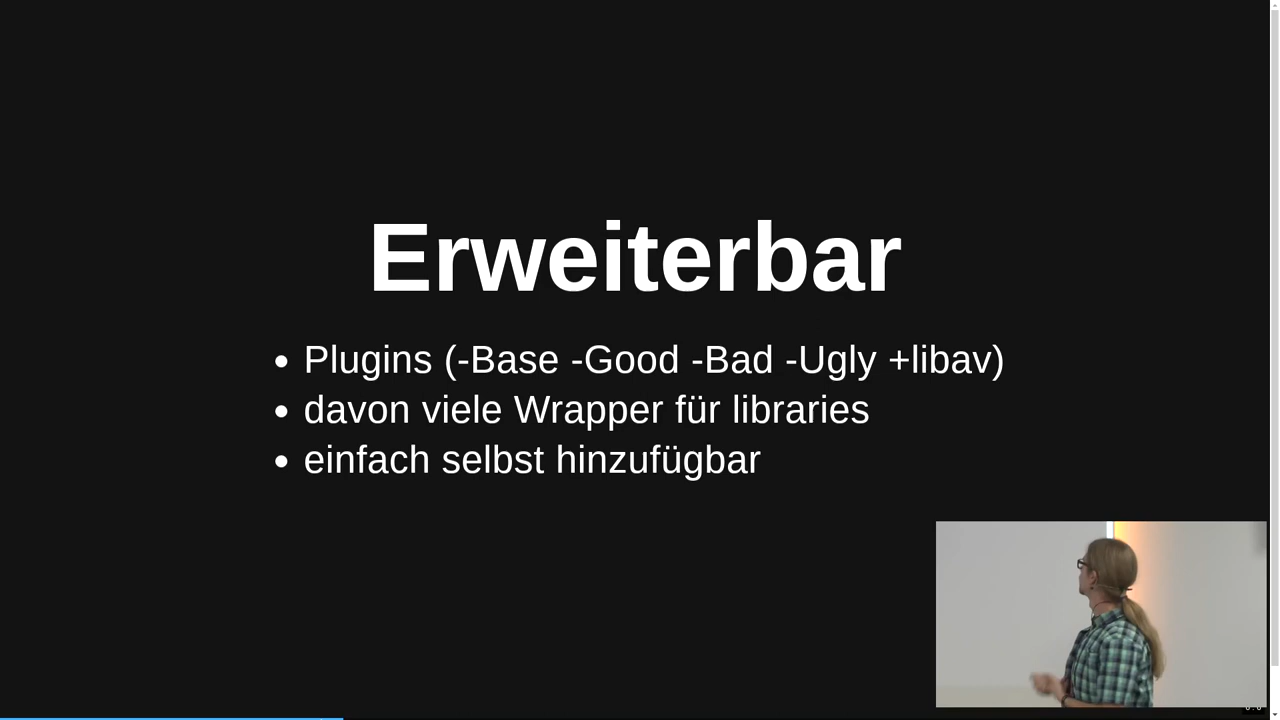 Erweiterbar
• Plugins (-Base -Good -Bad -Ugly +libav)
• davon viele Wrapper für libraries
• einfach selbst hinzufügbar